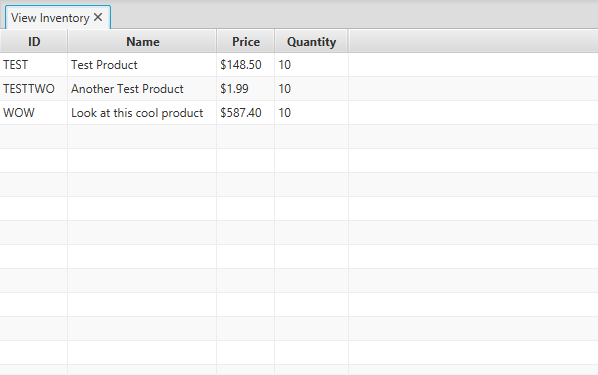 View Inventory ✕
ID Name Price Quantity
TEST Test Product $148.50 10
TESTTWO Another Test Product $1.99 10
WOW Look at this cool product $587.40 10